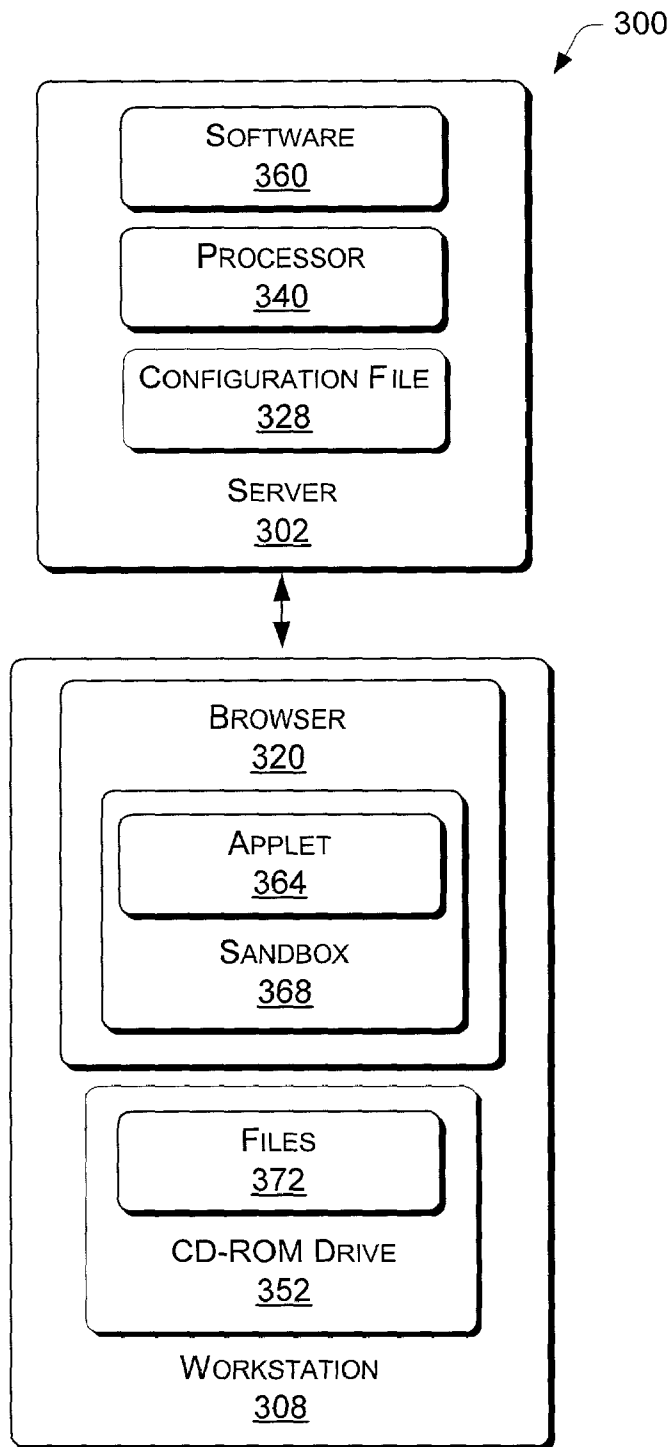 300
SOFTWARE
360
PROCESSOR
340
CONFIGURATION FILE
328
SERVER
302
BROWSER
320
APPLET
364
SANDBOX
368
FILES
372
CD-ROM DRIVE
352
WORKSTATION
308